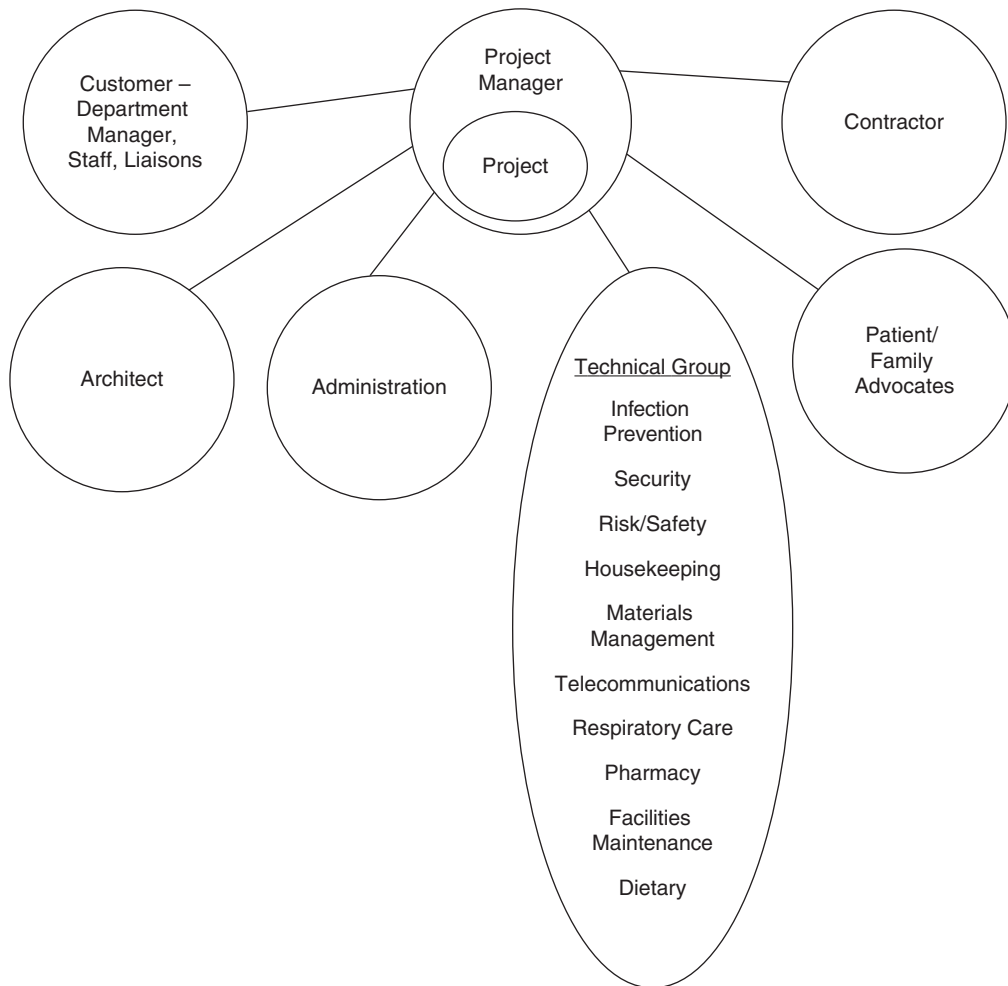 Customer –
Department
Manager,
Staff, Liaisons
Project
Manager
Project
Contractor
Architect
Administration
Technical Group
Infection
Prevention
Security
Risk/Safety
Housekeeping
Materials
Management
Telecommunications
Respiratory Care
Pharmacy
Facilities
Maintenance
Dietary
Patient/
Family
Advocates